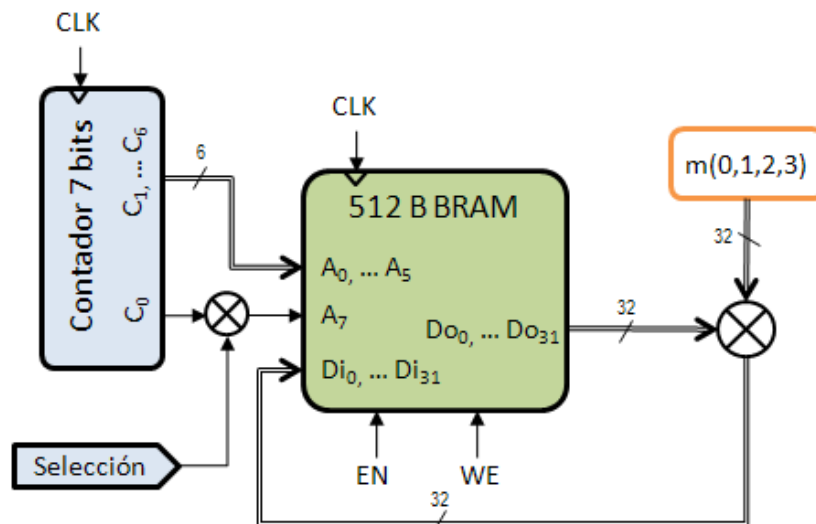 CLK
Contador 7 bits
C1, ... C6
C0
6
Selección
CLK
512 B BRAM
A0, ... A5
A7
Di0, ... Di31
Do0, ... Do31
EN
WE
32
m(0,1,2,3)
32
32